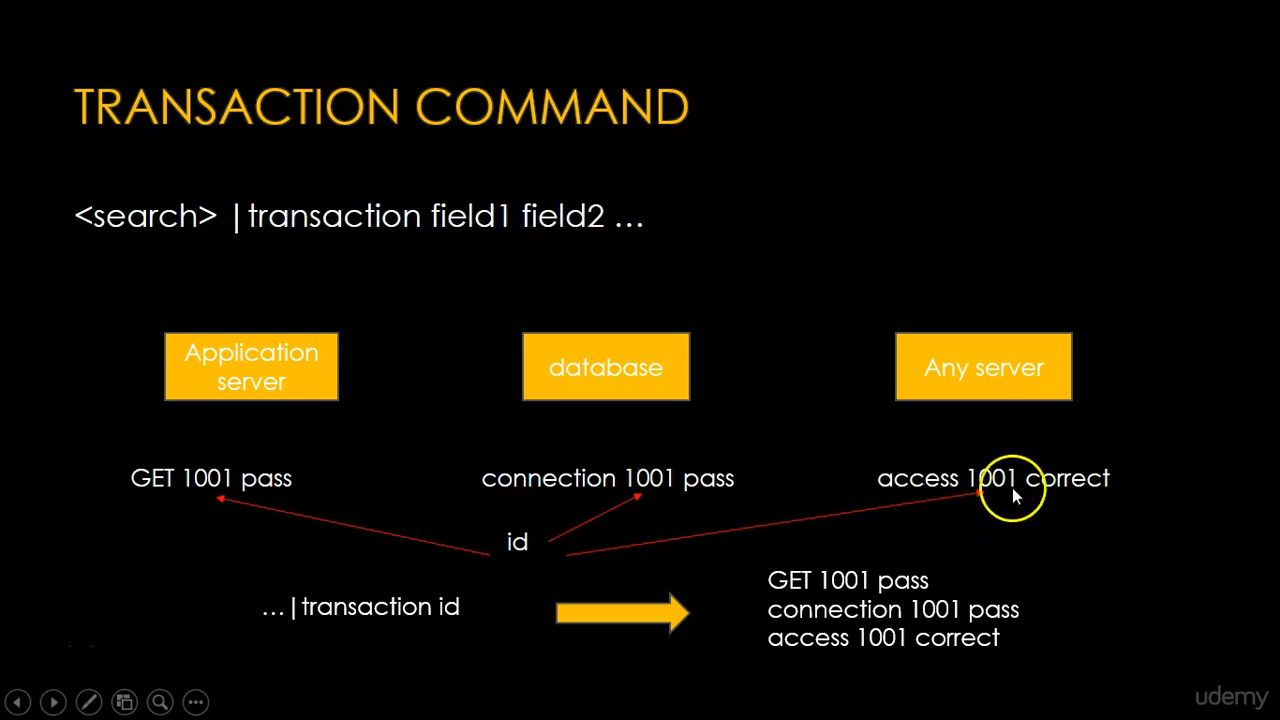 TRANSACTION COMMAND
<search> |transaction field1 field2 ...
Application
server
database
Any server
GET 1001 pass
connection 1001 pass
access 1001 correct
id
...|transaction id
GET 1001 pass
connection 1001 pass
access 1001 correct
udemy